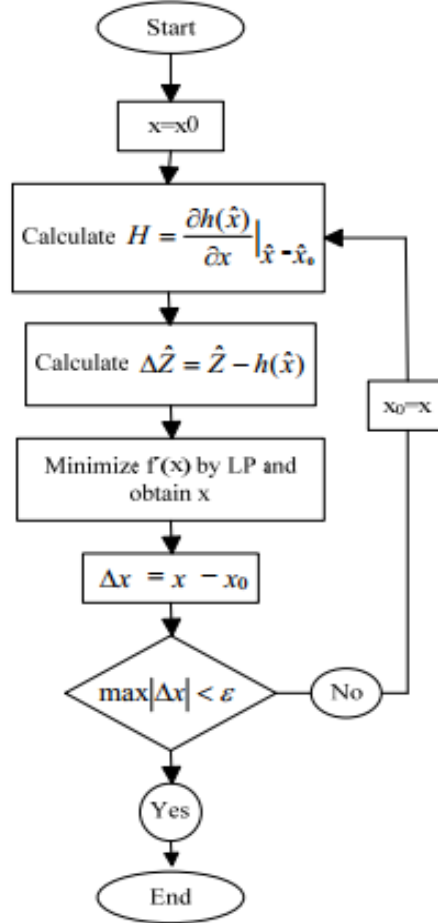 Start
x=x0
Calculate H = ∂h(x̂)/∂x |x̂ - x̂₀
Calculate ΔẐ = Ẑ − h(x̂)
x₀=x
Minimize f'(x) by LP and
obtain x
Δx = x − x₀
max|Δx| < ε
No
Yes
End